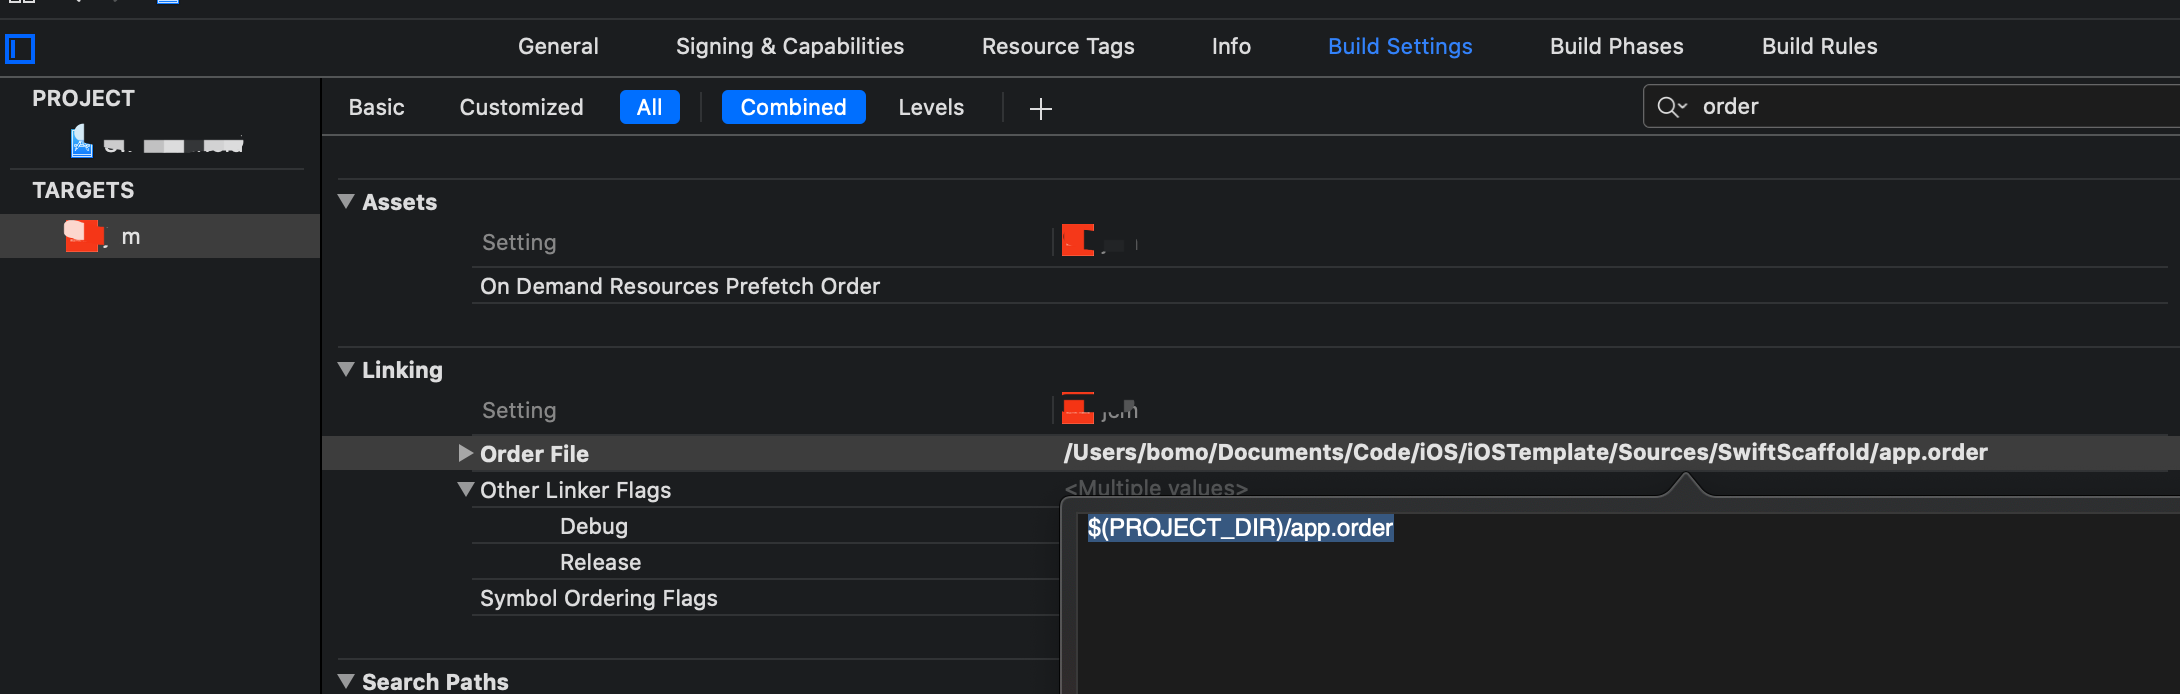 General Signing & Capabilities Resource Tags Info Build Settings Build Phases Build Rules
PROJECT
Basic Customized All Combined Levels + order
TARGETS
m
Assets
Setting
On Demand Resources Prefetch Order
Linking
Setting
Order File /Users/bomo/Documents/Code/iOS/iOSTemplate/Sources/SwiftScaffold/app.order
Other Linker Flags <Multiple values>
$(PROJECT_DIR)/app.order
Debug
Release
Symbol Ordering Flags
Search Paths